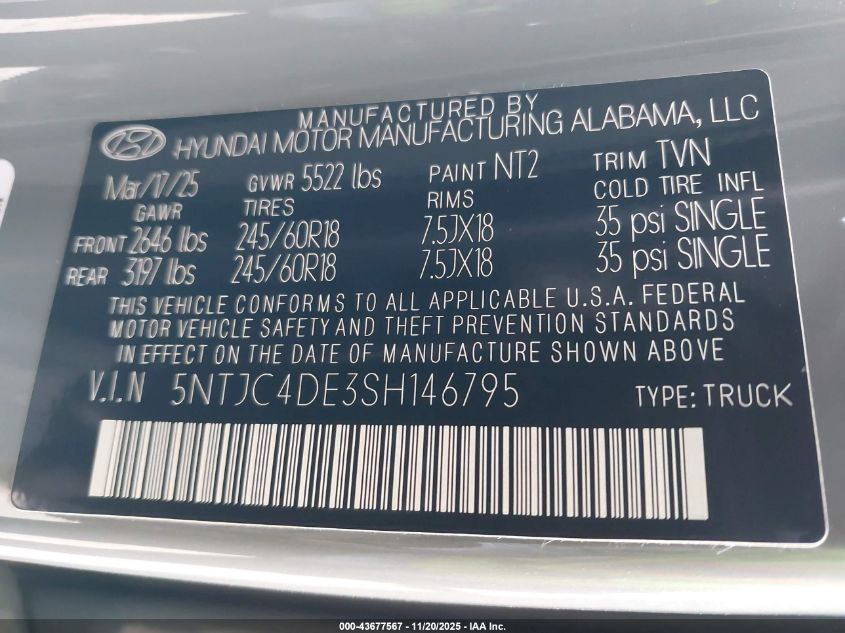 MANUFACTURED BY
HYUNDAI MOTOR MANUFACTURING ALABAMA, LLC
Mar/17/25 GVWR 5522 lbs PAINT NT2 TRIM TVN
GAWR TIRES RIMS COLD TIRE INFL
FRONT 2646 lbs 245/60R18 7.5JX18 35 psi SINGLE
REAR 3197 lbs 245/60R18 7.5JX18 35 psi SINGLE
THIS VEHICLE CONFORMS TO ALL APPLICABLE U.S.A. FEDERAL
MOTOR VEHICLE SAFETY AND THEFT PREVENTION STANDARDS
IN EFFECT ON THE DATE OF MANUFACTURE SHOWN ABOVE
V.I.N 5NTJC4DE3SH146795 TYPE: TRUCK
000-43677567 - 11/20/2025 - IAA Inc.